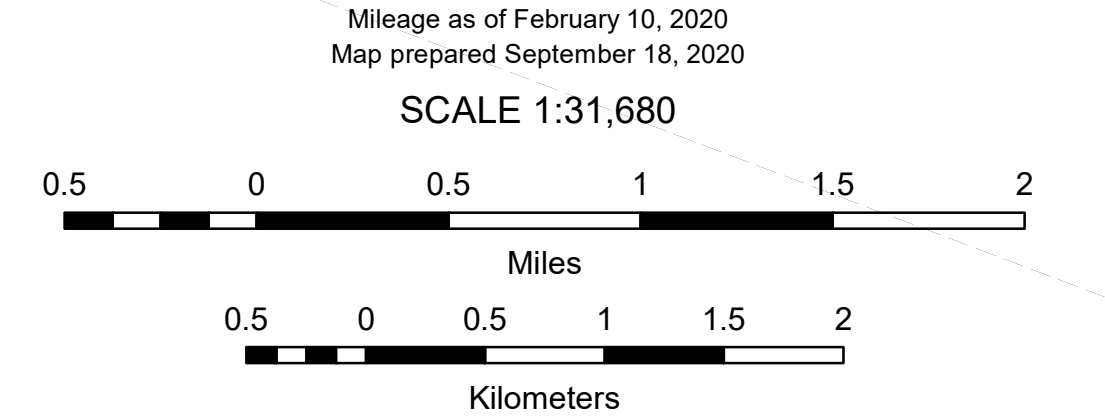 Mileage as of February 10, 2020
Map prepared September 18, 2020
SCALE 1:31,680
0.5 0 0.5 1 1.5 2
Miles
0.5 0 0.5 1 1.5 2
Kilometers